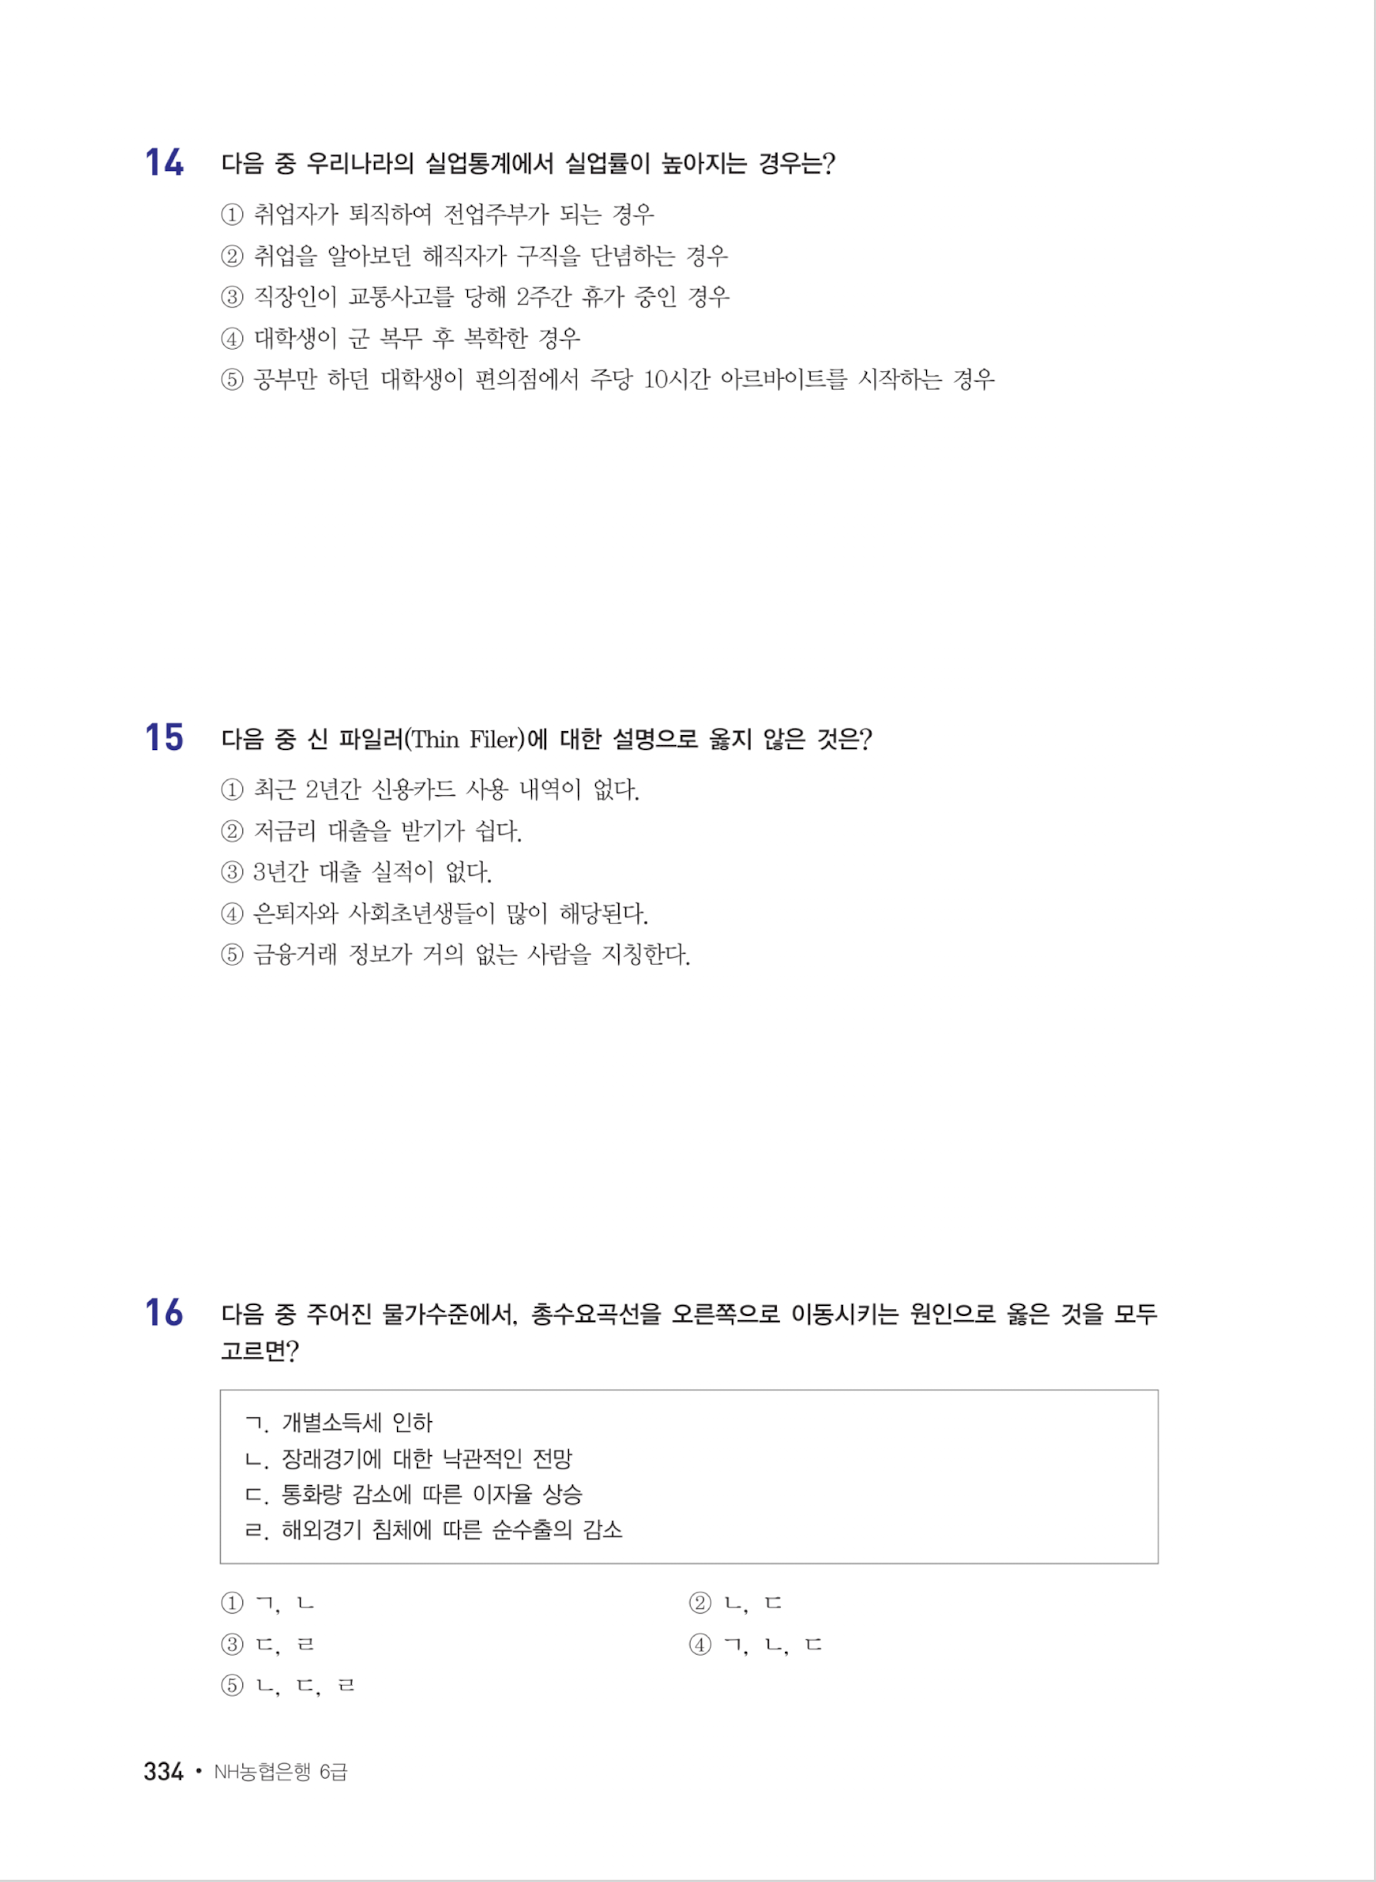 14 다음 중 우리나라의 실업통계에서 실업률이 높아지는 경우는?
① 취업자가 퇴직하여 전업주부가 되는 경우
② 취업을 알아보던 해직자가 구직을 단념하는 경우
③ 직장인이 교통사고를 당해 2주간 휴가 중인 경우
④ 대학생이 군 복무 후 복학한 경우
⑤ 공부만 하던 대학생이 편의점에서 주당 10시간 아르바이트를 시작하는 경우
15 다음 중 신 파일러(Thin Filer)에 대한 설명으로 옳지 않은 것은?
① 최근 2년간 신용카드 사용 내역이 없다.
② 저금리 대출을 받기가 쉽다.
③ 3년간 대출 실적이 없다.
④ 은퇴자와 사회초년생들이 많이 해당된다.
⑤ 금융거래 정보가 거의 없는 사람을 지칭한다.
16 다음 중 주어진 물가수준에서, 총수요곡선을 오른쪽으로 이동시키는 원인으로 옳은 것을 모두
고르면?
ㄱ. 개별소득세 인하
ㄴ. 장래경기에 대한 낙관적인 전망
ㄷ. 통화량 감소에 따른 이자율 상승
ㄹ. 해외경기 침체에 따른 순수출의 감소
① ㄱ, ㄴ ② ㄴ, ㄷ
③ ㄷ, ㄹ ④ ㄱ, ㄴ, ㄷ
⑤ ㄴ, ㄷ, ㄹ
334 • NH농협은행 6급